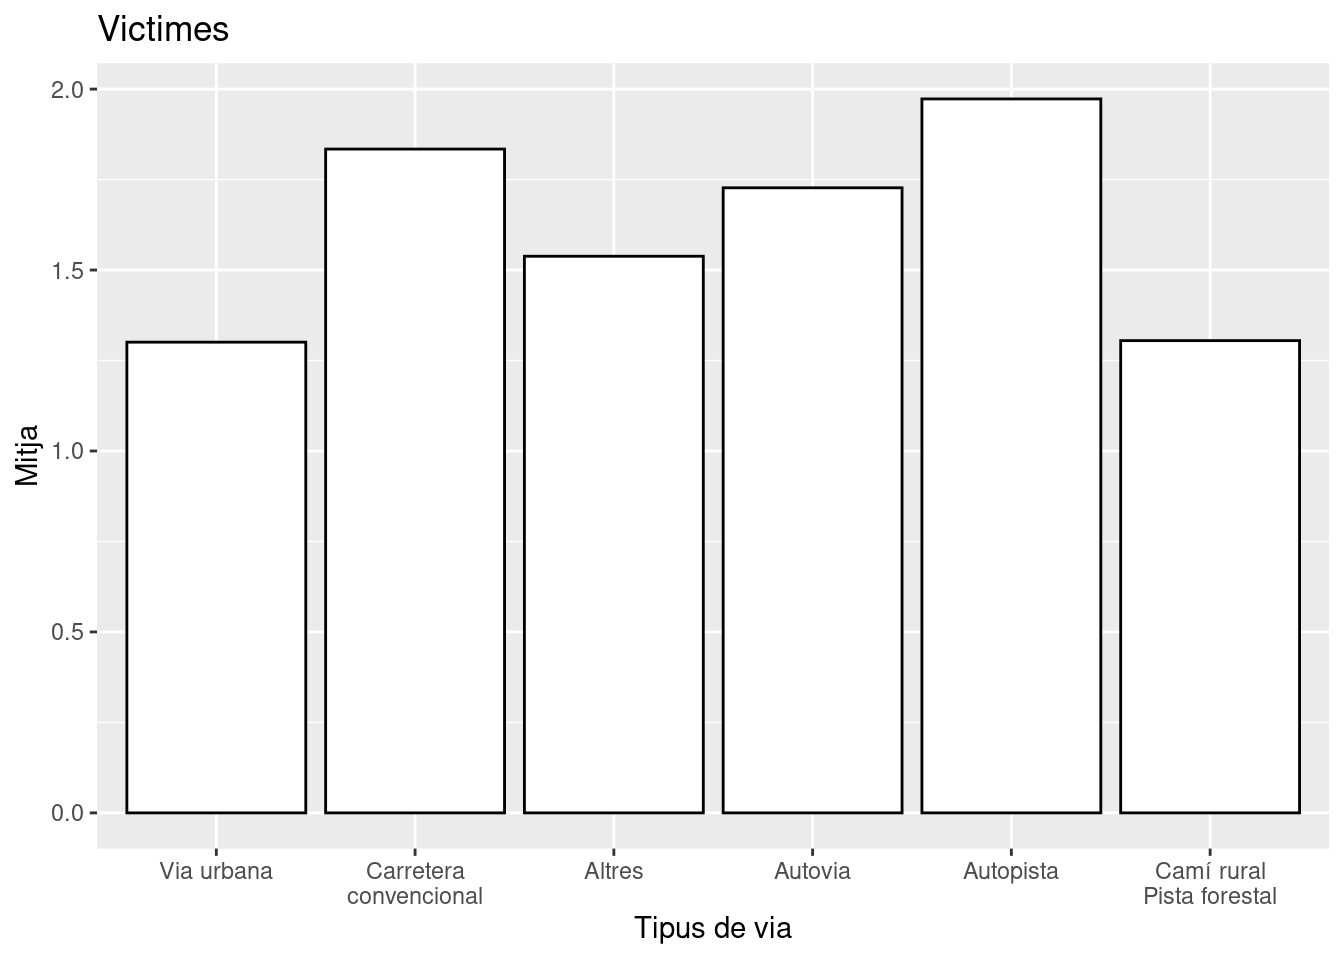 Victimes
2.0
1.5
1.0
0.5
0.0
Mitja
Via urbana
Carretera
convencional
Altres
Autovia
Autopista
Camí rural
Pista forestal
Tipus de via